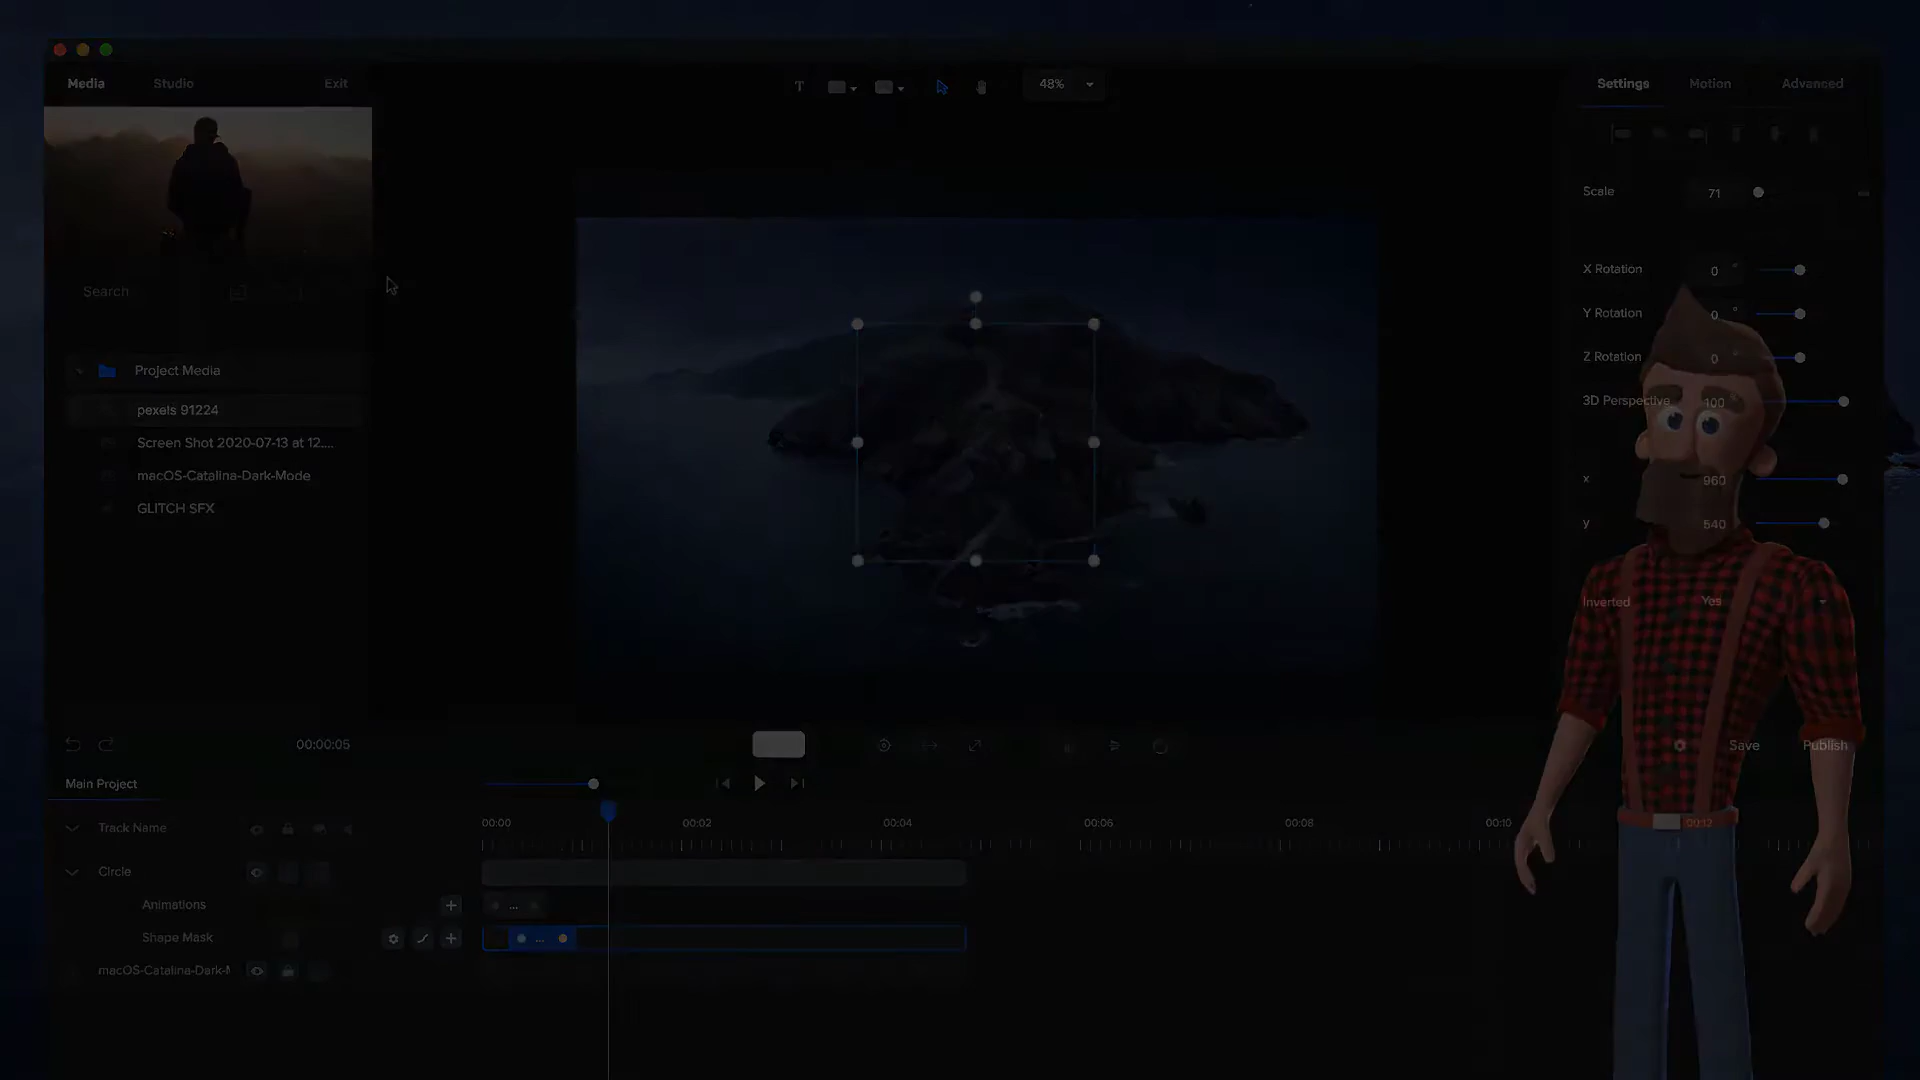 Media Studio Exit
T 48%
Settings Motion Advanced
Scale 71
X Rotation 0 °
Y Rotation 0 °
Z Rotation 0 °
3D Perspective 100
x 960
y 540
Inverted Yes
Search
Project Media
pexels 91224
Screen Shot 2020-07-13 at 12....
macOS-Catalina-Dark-Mode
GLITCH SFX
00:00:05
Save Publish
Main Project
Track Name
00:00 00:02 00:04 00:06 00:08 00:10 00:12
Circle
Animations ...
Shape Mask ...
macOS-Catalina-Dark-M